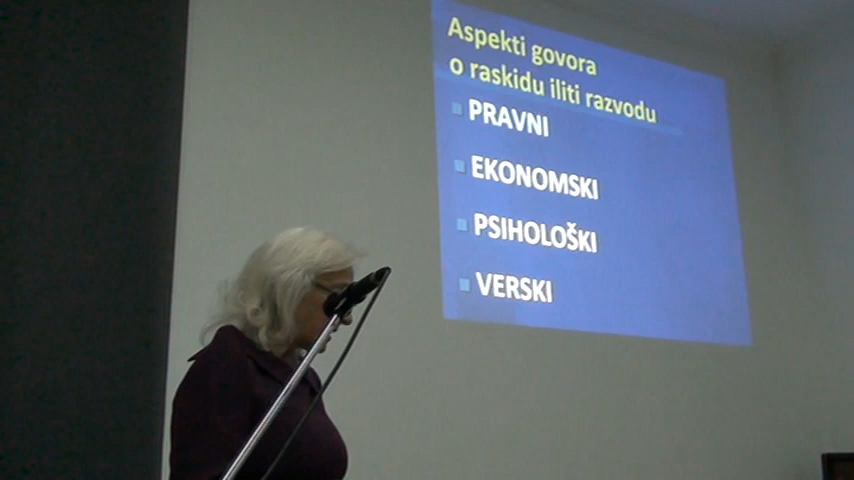 Aspekti govora
o raskidu iliti razvodu
PRAVNI
EKONOMSKI
PSIHOLOŠKI
VERSKI